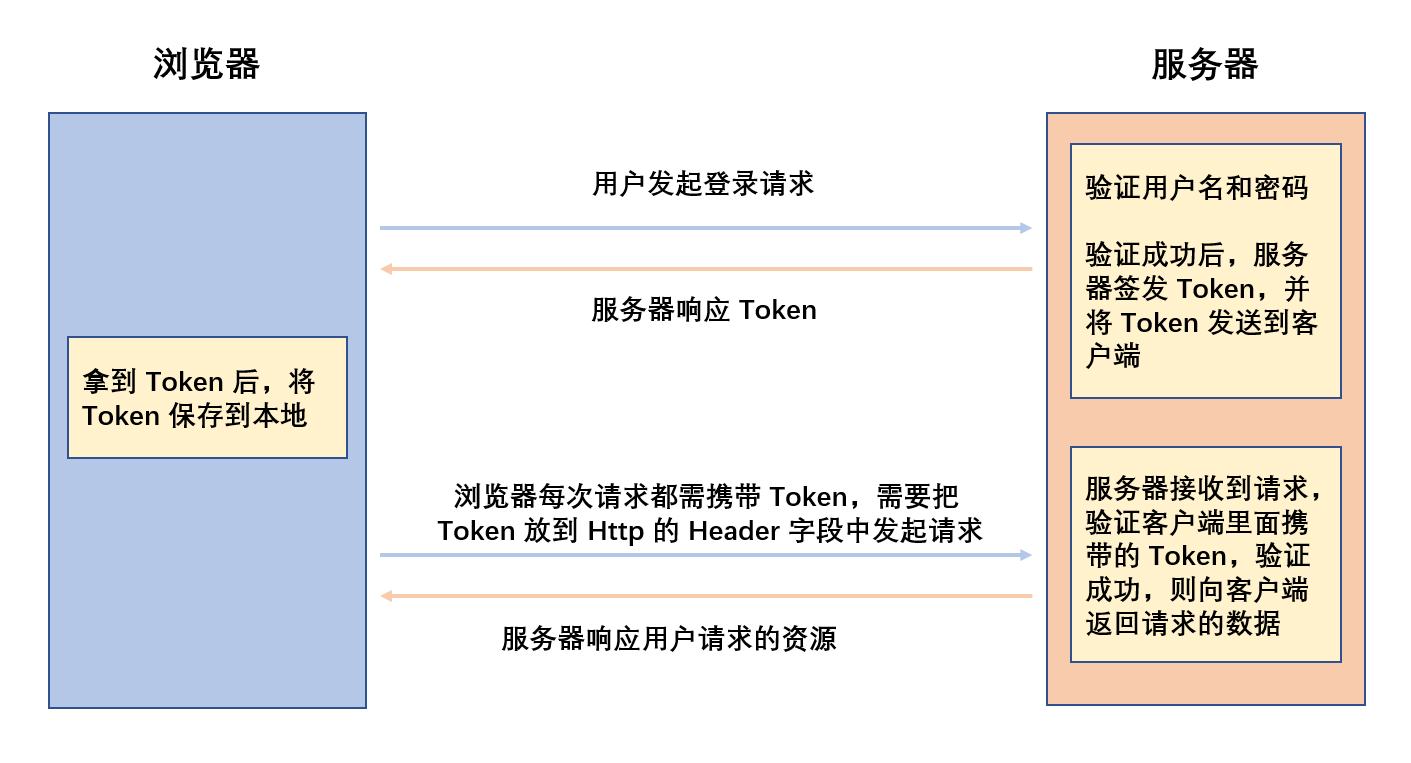 浏览器
服务器
用户发起登录请求
服务器响应 Token
验证用户名和密码
验证成功后，服务
器签发 Token，并
将 Token 发送到客
户端
拿到 Token 后，将
Token 保存到本地
浏览器每次请求都需携带 Token，需要把
Token 放到 Http 的 Header 字段中发起请求
服务器响应用户请求的资源
服务器接收到请求，
验证客户端里面携
带的 Token，验证
成功，则向客户端
返回请求的数据